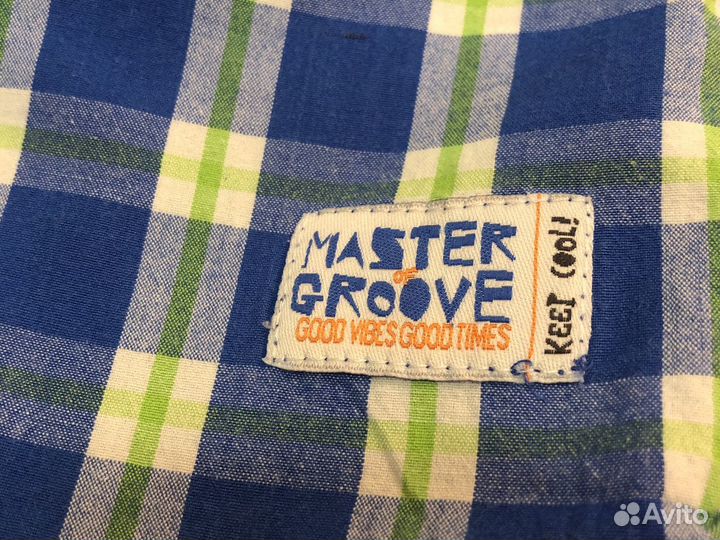 MASTER
OF
GROOVE
GOOD VIBES GOOD TIMES
KEEP COOL!
Avito